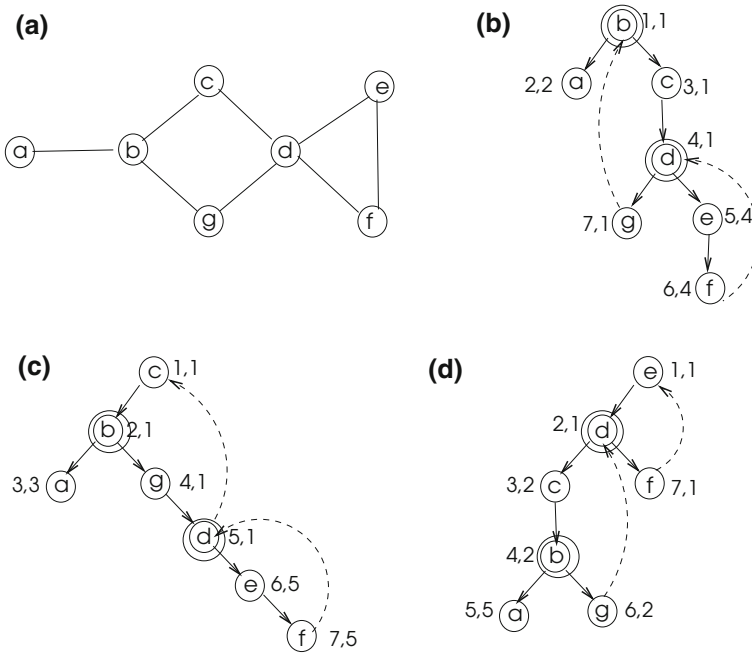 (a)
c
e
a
b
d
g
f
(b)
b 1,1
2,2 a
c 3,1
4,1
d
7,1 g
e 5,4
6,4 f
(c)
c 1,1
b 2,1
3,3 a
g 4,1
d 5,1
e 6,5
f 7,5
(d)
e 1,1
2,1 d
3,2 c
f 7,1
4,2 b
5,5 a
g 6,2